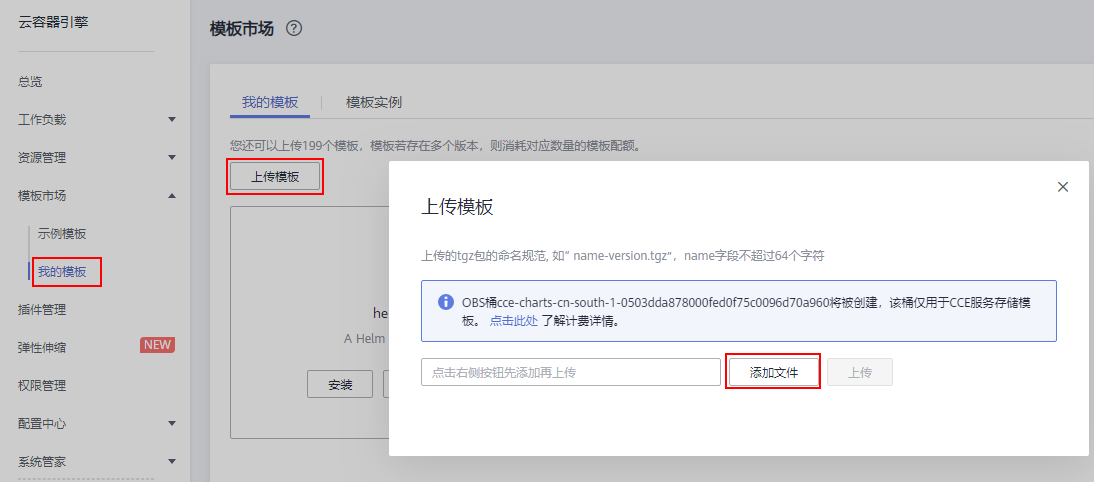 云容器引擎
总览
工作负载
资源管理
模板市场
示例模板
我的模板
插件管理
弹性伸缩 NEW
权限管理
配置中心
系统管家
模板市场 ?
我的模板 模板实例
您还可以上传199个模板，模板若存在多个版本，则消耗对应数量的模板配额。
上传模板
he
A Helm
安装
上传模板
上传的tgz包的命名规范, 如“ name-version.tgz”，name字段不超过64个字符
OBS桶cce-charts-cn-south-1-0503dda878000fed0f75c0096d70a960将被创建，该桶仅用于CCE服务存储模
板。 点击此处 了解计费详情。
点击右侧按钮先添加再上传 添加文件 上传